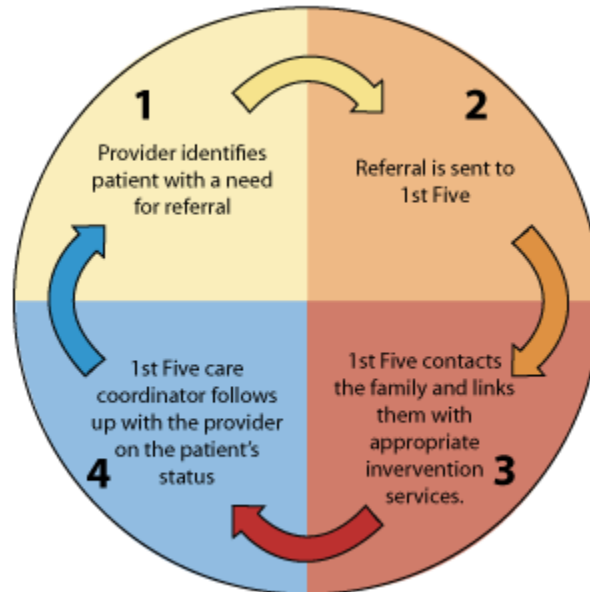 1
Provider identifies
patient with a need
for referral
2
Referral is sent to
1st Five
1st Five contacts
the family and links
them with
appropriate
invervention
services.
3
1st Five care
coordinator follows
up with the provider
on the patient's
status
4